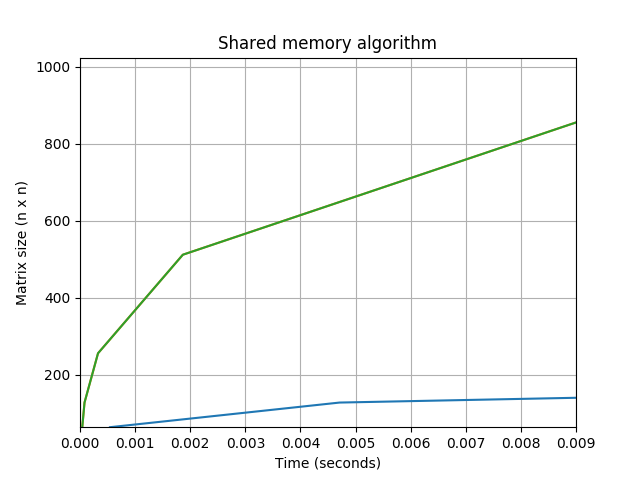 Shared memory algorithm
Matrix size (n x n)
1000
800
600
400
200
0.000 0.001 0.002 0.003 0.004 0.005 0.006 0.007 0.008 0.009
Time (seconds)